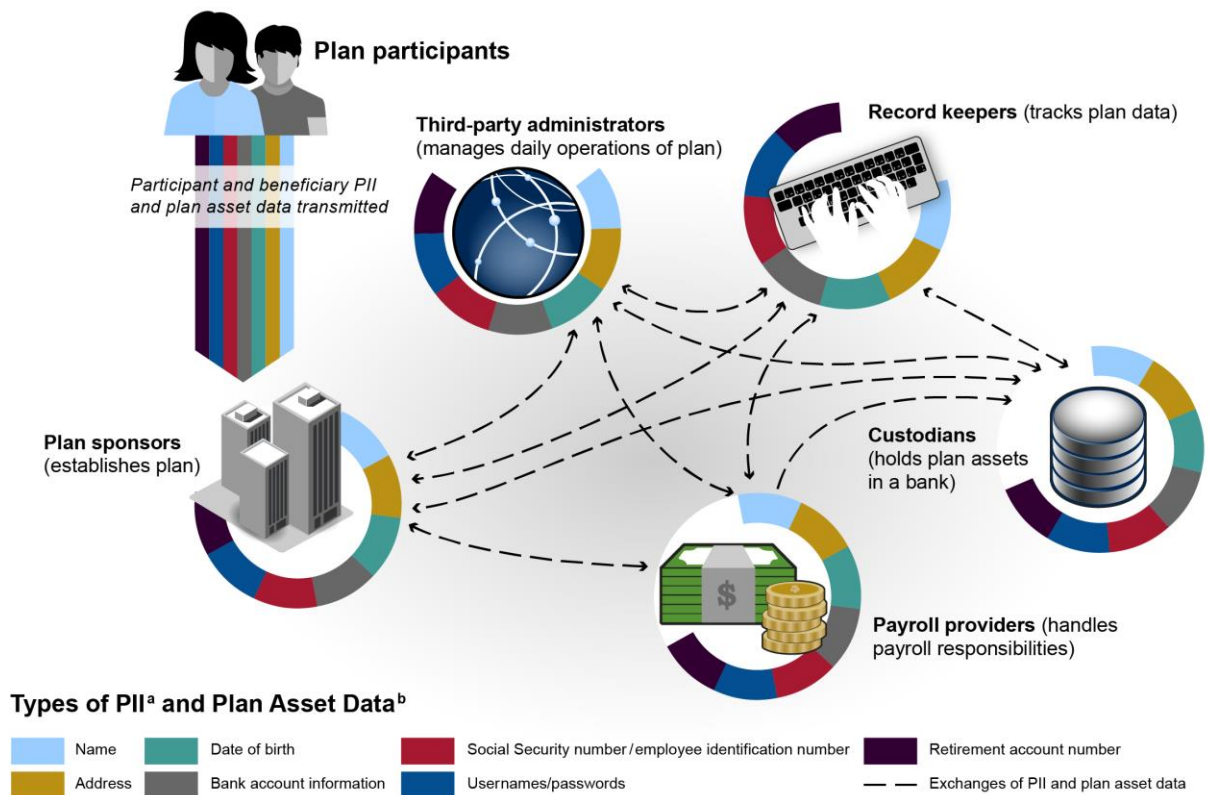 Plan participants
Participant and beneficiary PII
and plan asset data transmitted
Third-party administrators
(manages daily operations of plan)
Record keepers (tracks plan data)
Plan sponsors
(establishes plan)
Custodians
(holds plan assets
in a bank)
$
Payroll providers (handles
payroll responsibilities)
Types of PIIᵃ and Plan Asset Dataᵇ
Name
Date of birth
Social Security number/employee identification number
Retirement account number
Address
Bank account information
Usernames/passwords
Exchanges of PII and plan asset data